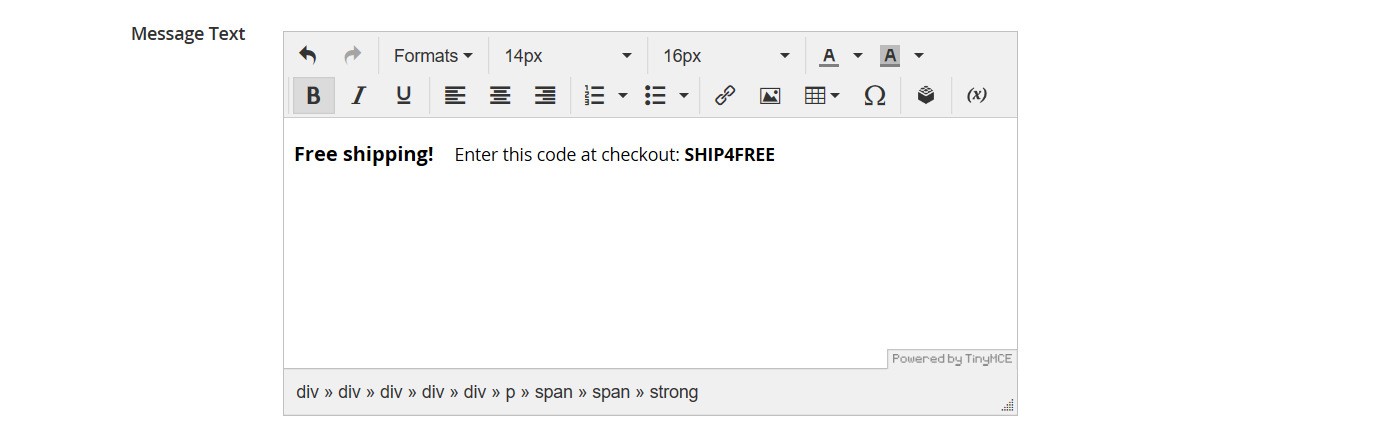 Message Text
Formats 14px 16px A A
B I U Ω (x)
Free shipping! Enter this code at checkout: SHIP4FREE
Powered by TinyMCE
div » div » div » div » div » p » span » span » strong